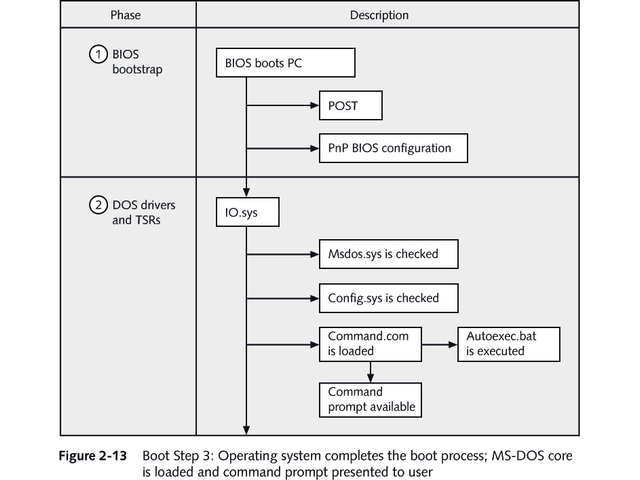 Phase
Description
1
BIOS
bootstrap
BIOS boots PC
POST
PnP BIOS configuration
2
DOS drivers
and TSRs
IO.sys
Msdos.sys is checked
Config.sys is checked
Command.com
is loaded
Autoexec.bat
is executed
Command
prompt available
Figure 2-13 Boot Step 3: Operating system completes the boot process; MS-DOS core
is loaded and command prompt presented to user